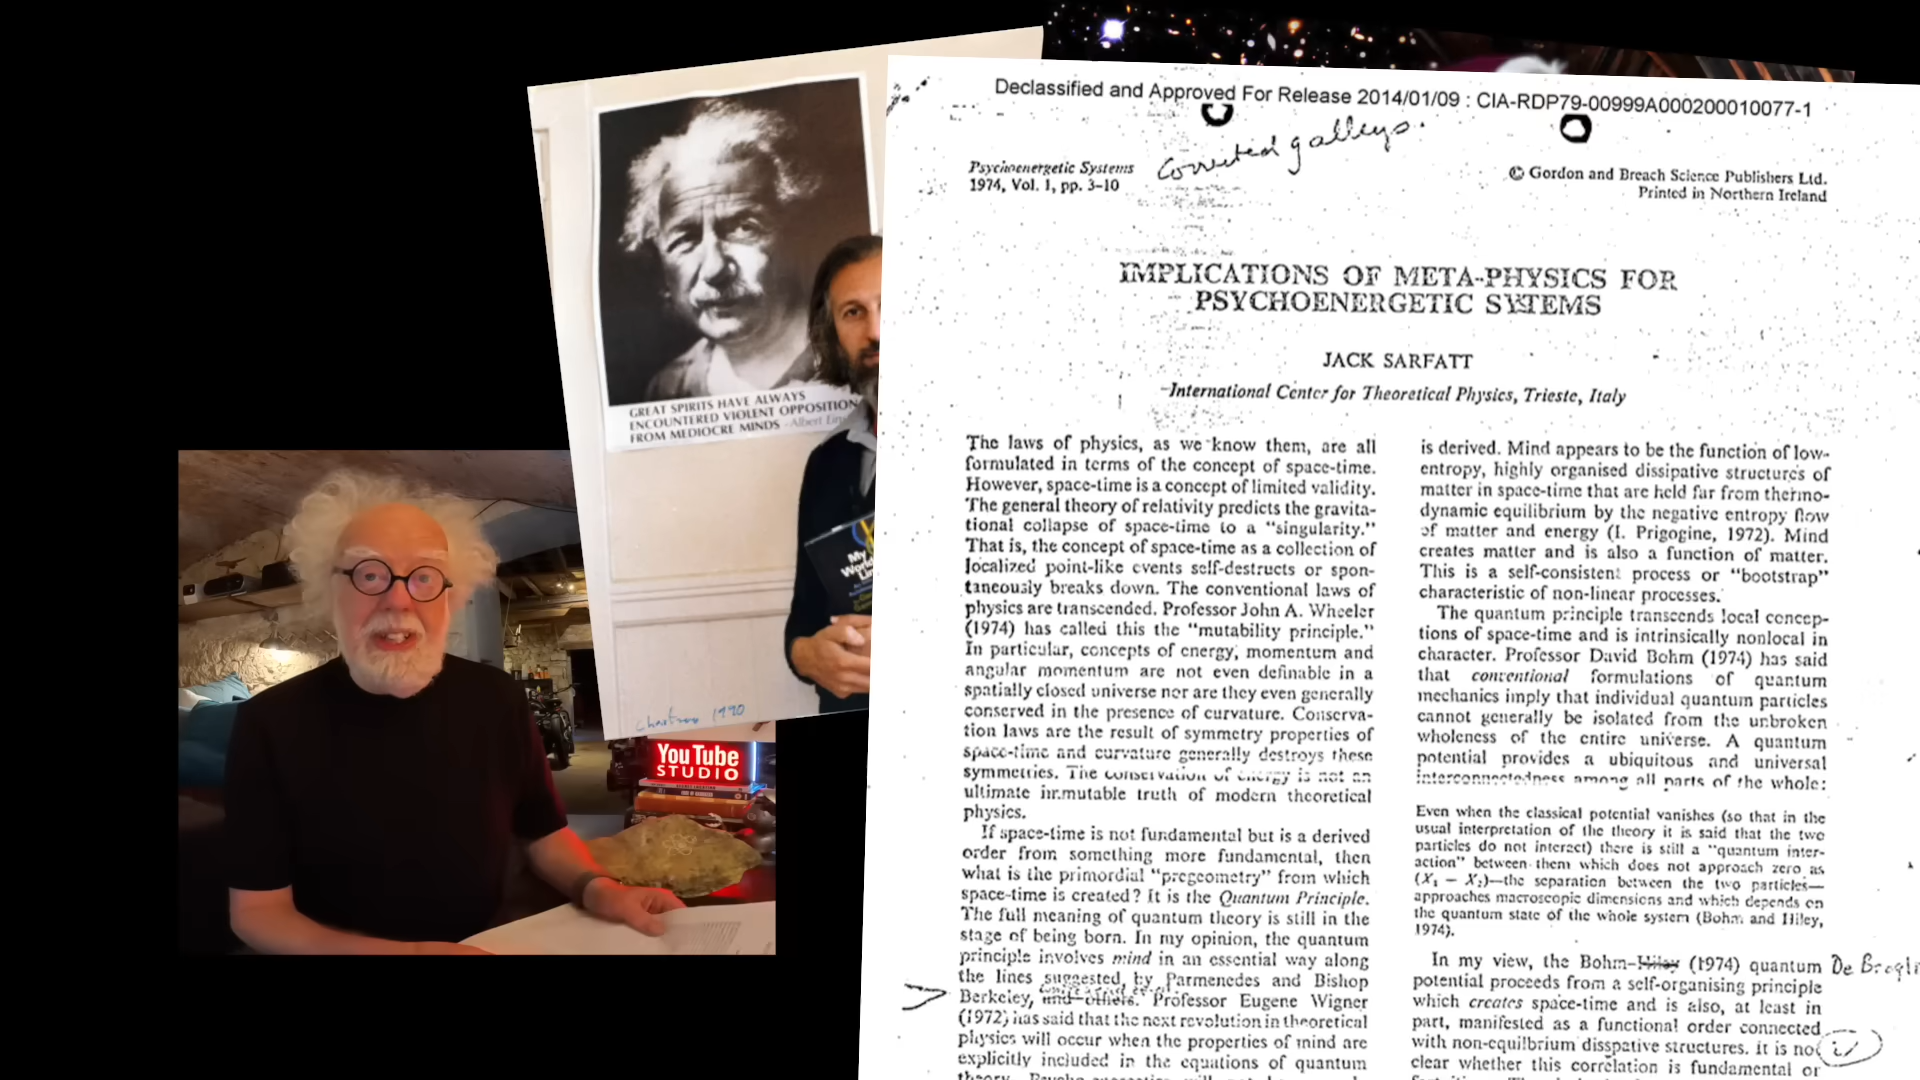 Declassified and Approved For Release 2014/01/09 : CIA-RDP79-00999A000200010077-1
Corrected galleys.
Psychoenergetic Systems
1974, Vol. 1, pp. 3–10
© Gordon and Breach Science Publishers Ltd.
Printed in Northern Ireland
IMPLICATIONS OF META-PHYSICS FOR
PSYCHOENERGETIC SYSTEMS
JACK SARFATT
International Center for Theoretical Physics, Trieste, Italy
The laws of physics, as we know them, are all
formulated in terms of the concept of space-time.
However, space-time is a concept of limited validity.
The general theory of relativity predicts the gravita-
tional collapse of space-time to a "singularity."
That is, the concept of space-time as a collection of
localized point-like events self-destructs or spon-
taneously breaks down. The conventional laws of
physics are transcended. Professor John A. Wheeler
(1974) has called this the "mutability principle."
In particular, concepts of energy, momentum and
angular momentum are not even definable in a
spatially closed universe nor are they even generally
conserved in the presence of curvature. Conserva-
tion laws are the result of symmetry properties of
space-time and curvature generally destroys these
symmetries. The conservation of energy is not an
ultimate immutable truth of modern theoretical
physics.
If space-time is not fundamental but is a derived
order from something more fundamental, then
what is the primordial "pregeometry" from which
space-time is created? It is the Quantum Principle.
The full meaning of quantum theory is still in the
stage of being born. In my opinion, the quantum
principle involves mind in an essential way along
the lines suggested by Parmenedes and Bishop
Berkeley, and others. Professor Eugene Wigner
(1972) has said that the next revolution in theoretical
physics will occur when the properties of mind are
explicitly included in the equations of quantum
is derived. Mind appears to be the function of low-
entropy, highly organised dissipative structures of
matter in space-time that are held far from thermo-
dynamic equilibrium by the negative entropy flow
of matter and energy (I. Prigogine, 1972). Mind
creates matter and is also a function of matter.
This is a self-consistent process or "bootstrap"
characteristic of non-linear processes.
The quantum principle transcends local concep-
tions of space-time and is intrinsically nonlocal in
character. Professor David Bohm (1974) has said
that conventional formulations of quantum
mechanics imply that individual quantum particles
cannot generally be isolated from the unbroken
wholeness of the entire universe. A quantum
potential provides a ubiquitous and universal
interconnectedness among all parts of the whole:
Even when the classical potential vanishes (so that in the
usual interpretation of the theory it is said that the two
particles do not interact) there is still a "quantum inter-
action" between them which does not approach zero as
(X₁ − X₂)—the separation between the two particles—
approaches macroscopic dimensions and which depends on
the quantum state of the whole system (Bohm and Hiley,
1974).
In my view, the Bohm–Hiley (1974) quantum De Brogli
potential proceeds from a self-organising principle
which creates space-time and is also, at least in
part, manifested as a functional order connected
with non-equilbrium disspative structures. It is no
clear whether this correlation is fundamental or
GREAT SPIRITS HAVE ALWAYS
ENCOUNTERED VIOLENT OPPOSITION
FROM MEDIOCRE MINDS - Albert Ein
My
World
Lin
1990
YouTube
STUDIO